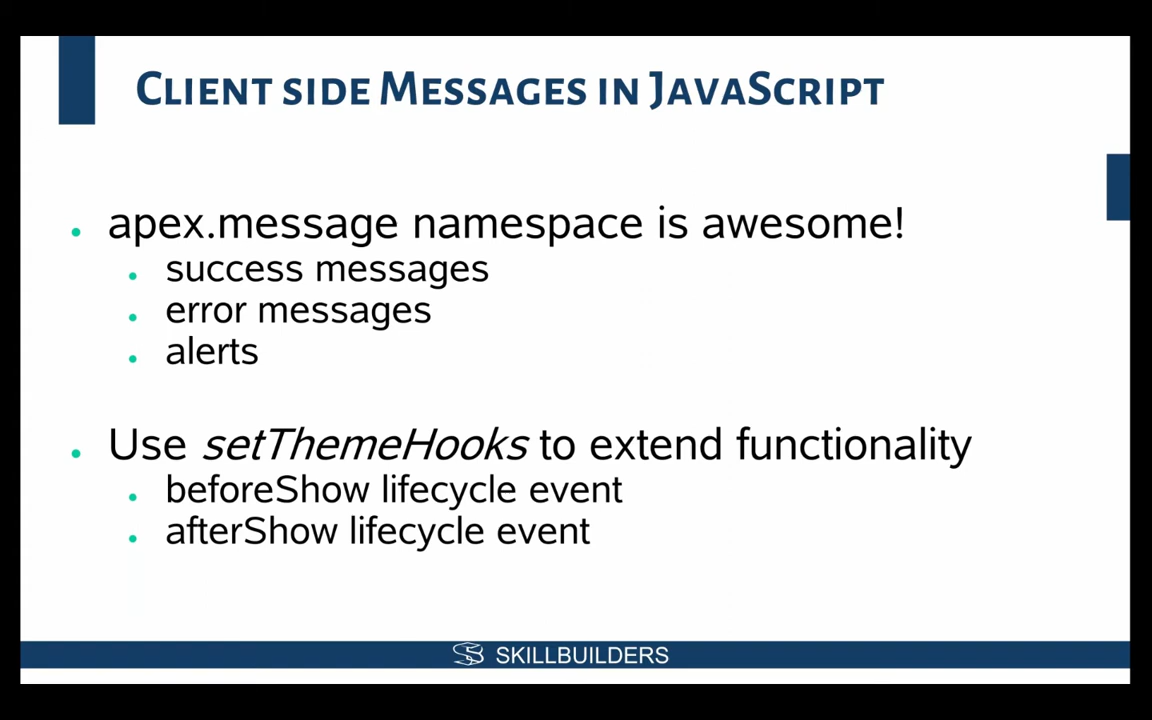 Client side Messages in JavaScript
• apex.message namespace is awesome!
• success messages
• error messages
• alerts
• Use setThemeHooks to extend functionality
• beforeShow lifecycle event
• afterShow lifecycle event
SKILLBUILDERS